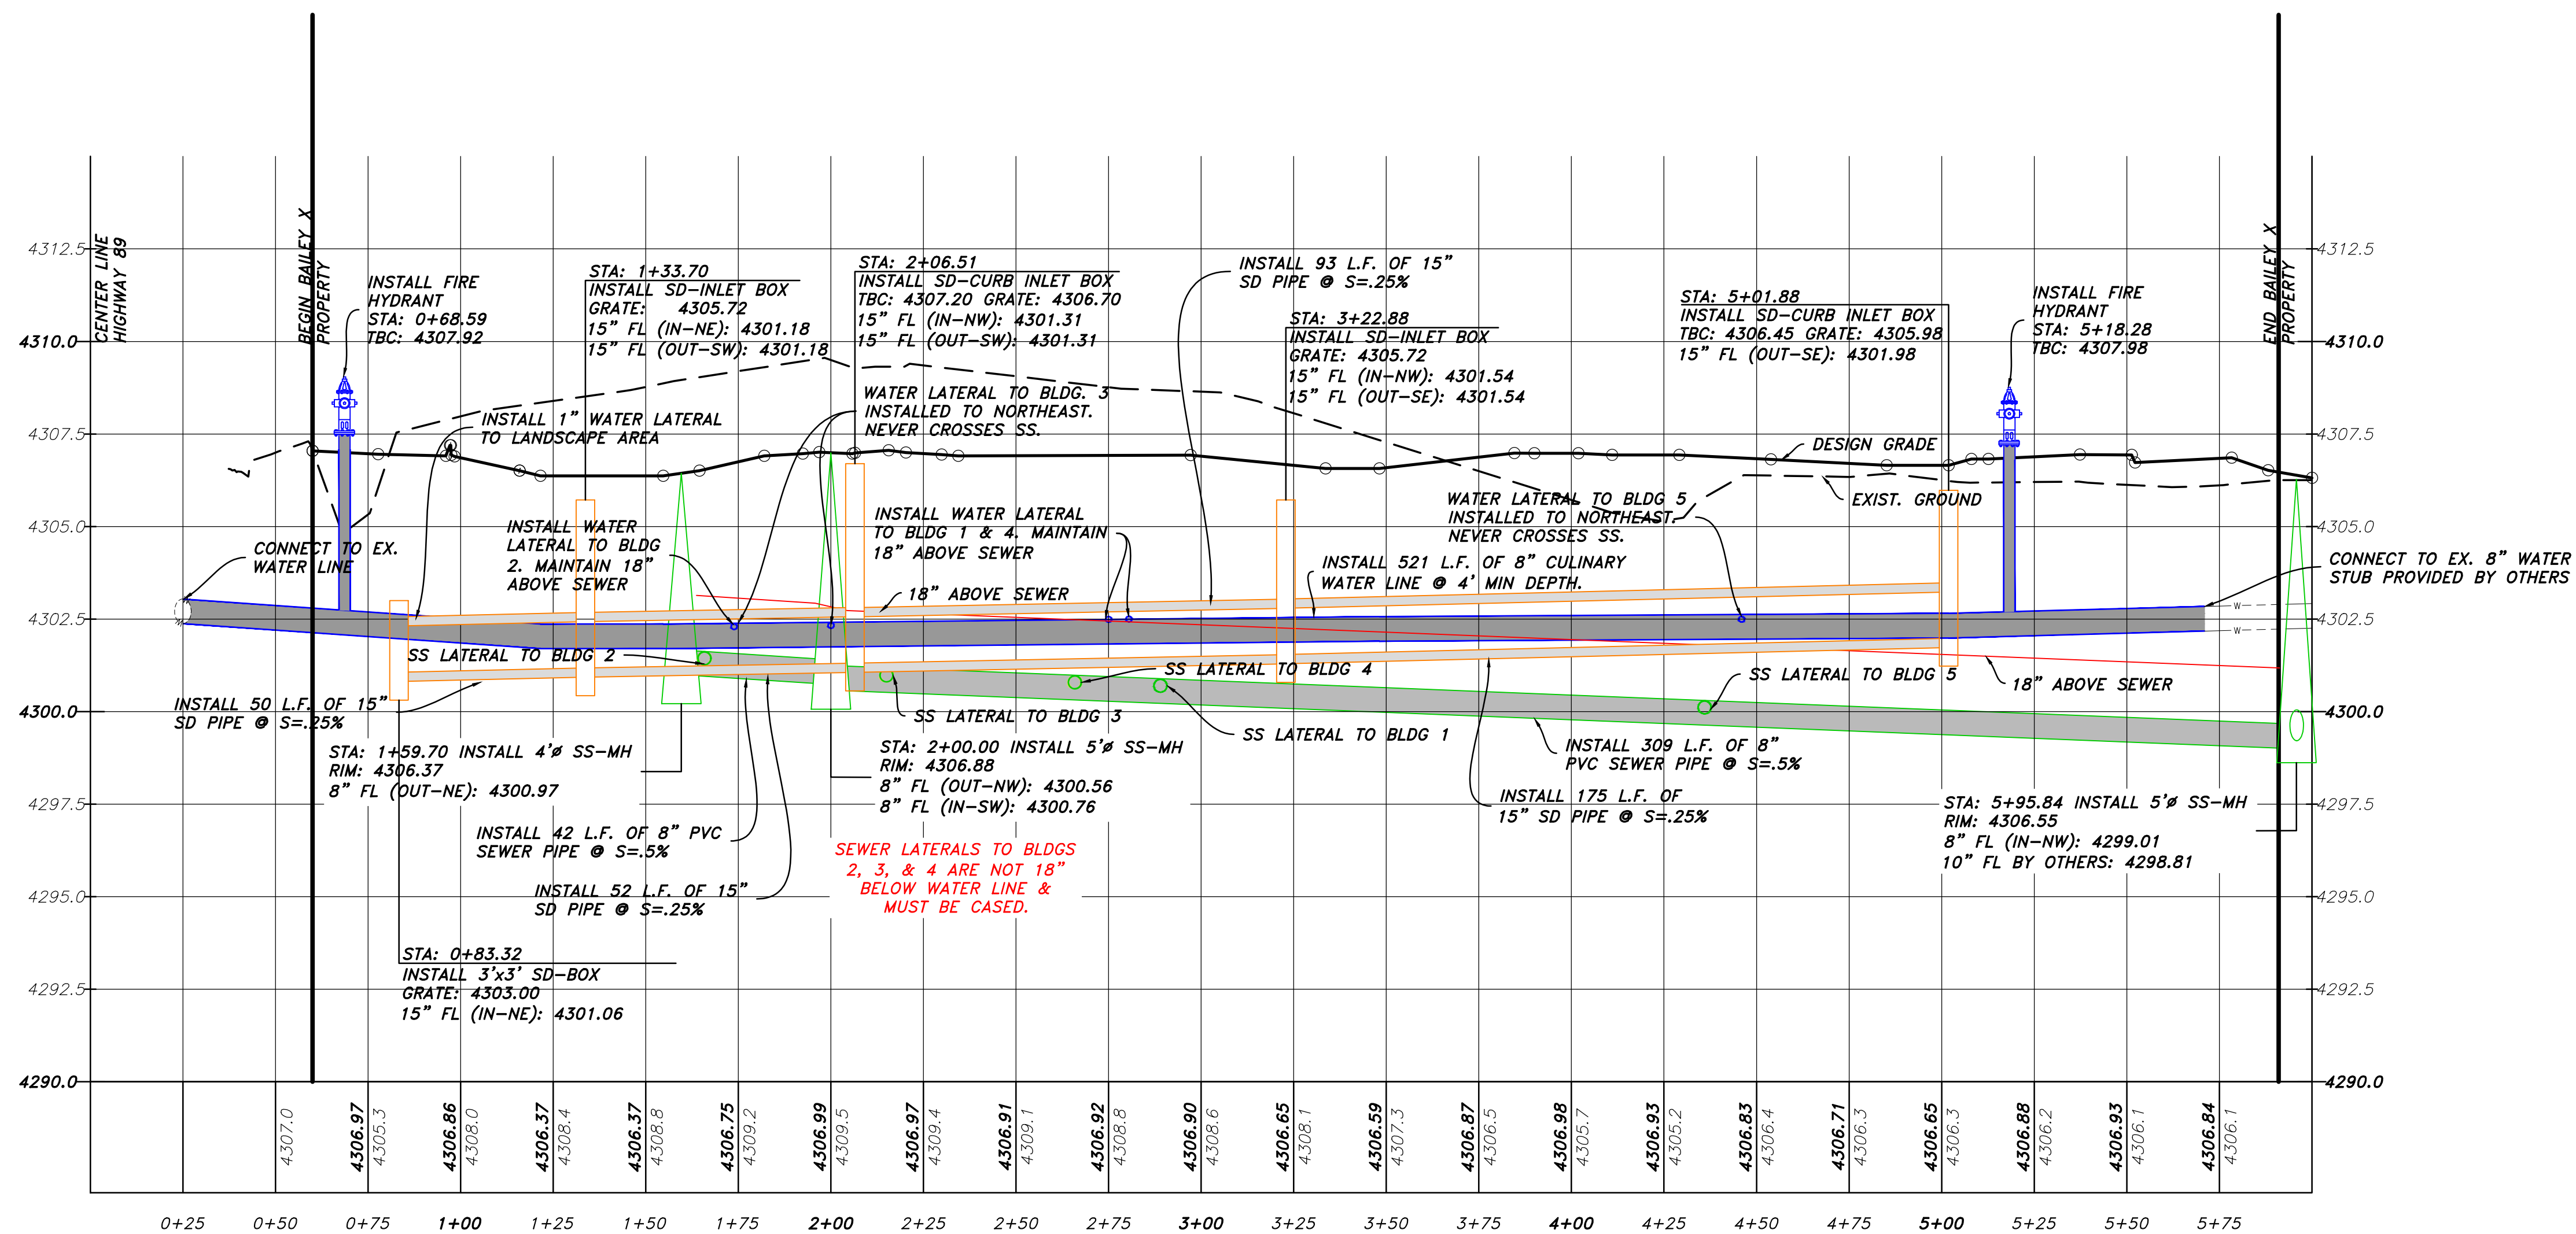 CENTER LINE
HIGHWAY 89
BEGIN BAILEY X
PROPERTY
END BAILEY X
PROPERTY
4312.5
4310.0
4307.5
4305.0
4302.5
4300.0
4297.5
4295.0
4292.5
4290.0
4312.5
4310.0
4307.5
4305.0
4302.5
4300.0
4297.5
4295.0
4292.5
4290.0
INSTALL FIRE
HYDRANT
STA: 0+68.59
TBC: 4307.92
STA: 1+33.70
INSTALL SD-INLET BOX
GRATE: 4305.72
15" FL (IN-NE): 4301.18
15" FL (OUT-SW): 4301.18
STA: 2+06.51
INSTALL SD-CURB INLET BOX
TBC: 4307.20 GRATE: 4306.70
15" FL (IN-NW): 4301.31
15" FL (OUT-SW): 4301.31
INSTALL 93 L.F. OF 15"
SD PIPE @ S=.25%
STA: 3+22.88
INSTALL SD-INLET BOX
GRATE: 4305.72
15" FL (IN-NW): 4301.54
15" FL (OUT-SE): 4301.54
STA: 5+01.88
INSTALL SD-CURB INLET BOX
TBC: 4306.45 GRATE: 4305.98
15" FL (OUT-SE): 4301.98
INSTALL FIRE
HYDRANT
STA: 5+18.28
TBC: 4307.98
INSTALL 1" WATER LATERAL
TO LANDSCAPE AREA
WATER LATERAL TO BLDG. 3
INSTALLED TO NORTHEAST.
NEVER CROSSES SS.
DESIGN GRADE
EXIST. GROUND
CONNECT TO EX.
WATER LINE
INSTALL WATER
LATERAL TO BLDG
2. MAINTAIN 18"
ABOVE SEWER
INSTALL WATER LATERAL
TO BLDG 1 & 4. MAINTAIN
18" ABOVE SEWER
18" ABOVE SEWER
WATER LATERAL TO BLDG 5
INSTALLED TO NORTHEAST.
NEVER CROSSES SS.
INSTALL 521 L.F. OF 8" CULINARY
WATER LINE @ 4' MIN DEPTH.
CONNECT TO EX. 8" WATER
STUB PROVIDED BY OTHERS
W
W
SS LATERAL TO BLDG 2
SS LATERAL TO BLDG 4
SS LATERAL TO BLDG 5
18" ABOVE SEWER
INSTALL 50 L.F. OF 15"
SD PIPE @ S=.25%
SS LATERAL TO BLDG 3
SS LATERAL TO BLDG 1
STA: 1+59.70 INSTALL 4'ø SS-MH
RIM: 4306.37
8" FL (OUT-NE): 4300.97
STA: 2+00.00 INSTALL 5'ø SS-MH
RIM: 4306.88
8" FL (OUT-NW): 4300.56
8" FL (IN-SW): 4300.76
INSTALL 309 L.F. OF 8"
PVC SEWER PIPE @ S=.5%
INSTALL 175 L.F. OF
15" SD PIPE @ S=.25%
STA: 5+95.84 INSTALL 5'ø SS-MH
RIM: 4306.55
8" FL (IN-NW): 4299.01
10" FL BY OTHERS: 4298.81
INSTALL 42 L.F. OF 8" PVC
SEWER PIPE @ S=.5%
INSTALL 52 L.F. OF 15"
SD PIPE @ S=.25%
SEWER LATERALS TO BLDGS
2, 3, & 4 ARE NOT 18"
BELOW WATER LINE &
MUST BE CASED.
STA: 0+83.32
INSTALL 3'x3' SD-BOX
GRATE: 4303.00
15" FL (IN-NE): 4301.06
4307.0
4306.97
4305.3
4306.86
4308.0
4306.37
4308.4
4306.37
4308.8
4306.75
4309.2
4306.99
4309.5
4306.97
4309.4
4306.91
4309.1
4306.92
4308.8
4306.90
4308.6
4306.65
4308.1
4306.59
4307.3
4306.87
4306.5
4306.98
4305.7
4306.93
4305.2
4306.83
4306.4
4306.71
4306.3
4306.65
4306.3
4306.88
4306.2
4306.93
4306.1
4306.84
4306.1
0+25 0+50 0+75 1+00 1+25 1+50 1+75 2+00 2+25 2+50 2+75 3+00 3+25 3+50 3+75 4+00 4+25 4+50 4+75 5+00 5+25 5+50 5+75